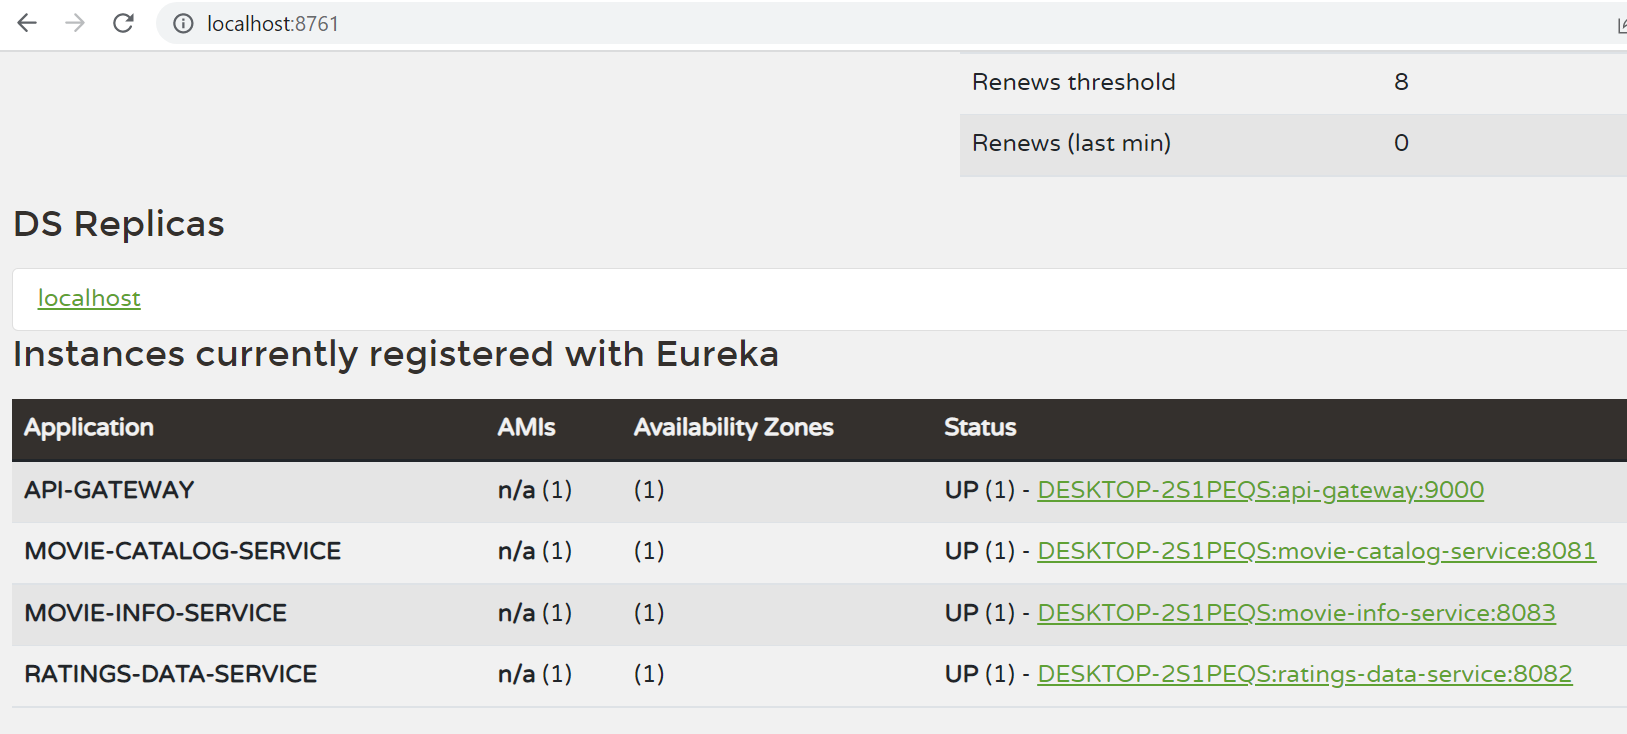 localhost:8761
Renews threshold 8
Renews (last min) 0
DS Replicas
localhost
Instances currently registered with Eureka
Application AMIs Availability Zones Status
API-GATEWAY n/a (1) (1) UP (1) - DESKTOP-2S1PEQS:api-gateway:9000
MOVIE-CATALOG-SERVICE n/a (1) (1) UP (1) - DESKTOP-2S1PEQS:movie-catalog-service:8081
MOVIE-INFO-SERVICE n/a (1) (1) UP (1) - DESKTOP-2S1PEQS:movie-info-service:8083
RATINGS-DATA-SERVICE n/a (1) (1) UP (1) - DESKTOP-2S1PEQS:ratings-data-service:8082